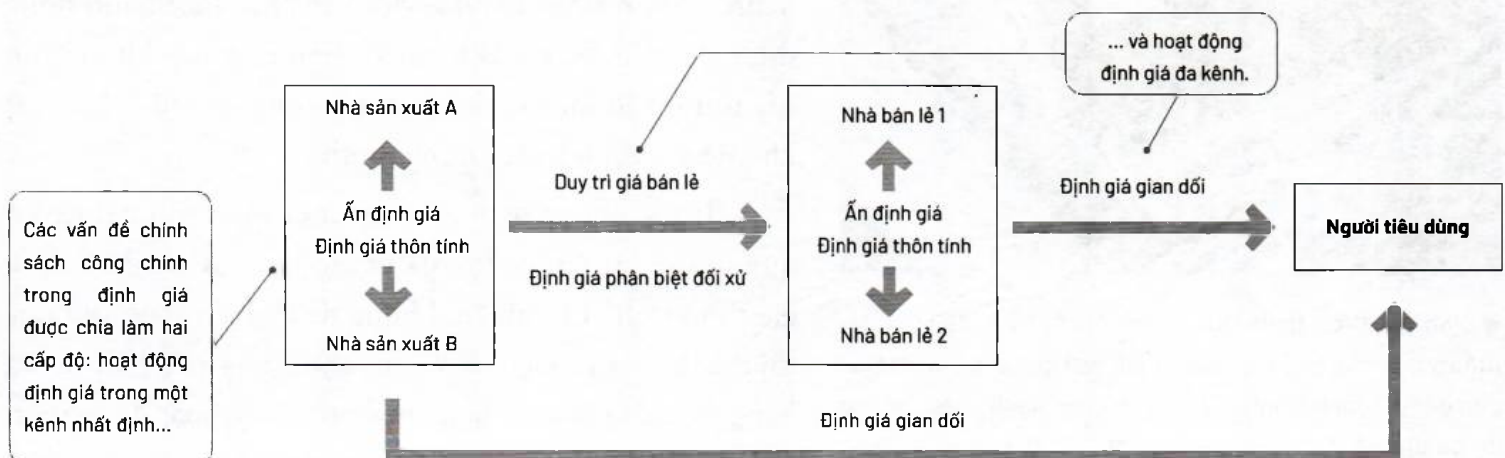 ... và hoạt động
định giá đa kênh.
Nhà sản xuất A
Nhà bán lẻ 1
Duy trì giá bán lẻ
Định giá gian dối
Các vấn đề chính
sách công chính
trong định giá
được chia làm hai
cấp độ: hoạt động
định giá trong một
kênh nhất định...
Ấn định giá
Định giá thôn tính
Ấn định giá
Định giá thôn tính
Người tiêu dùng
Định giá phân biệt đối xử
Nhà sản xuất B
Nhà bán lẻ 2
Định giá gian dối